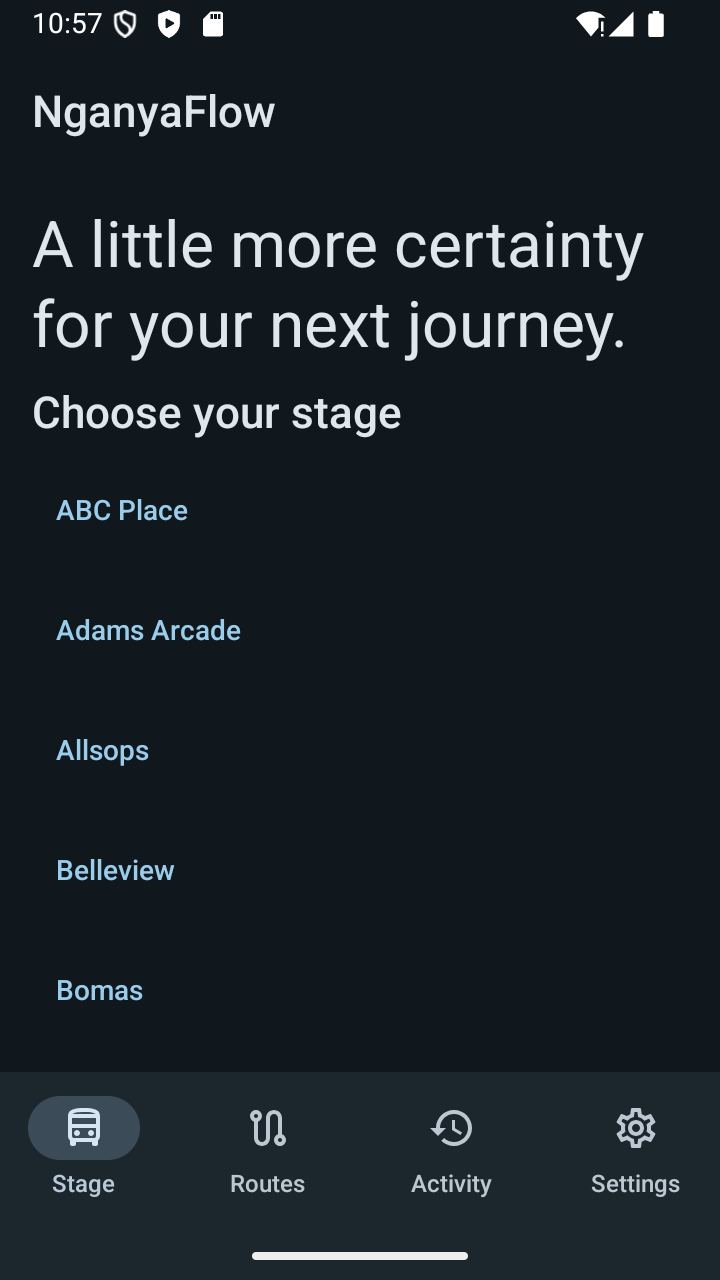 10:57
NganyaFlow
A little more certainty
for your next journey.
Choose your stage
ABC Place
Adams Arcade
Allsops
Belleview
Bomas
Stage
Routes
Activity
Settings